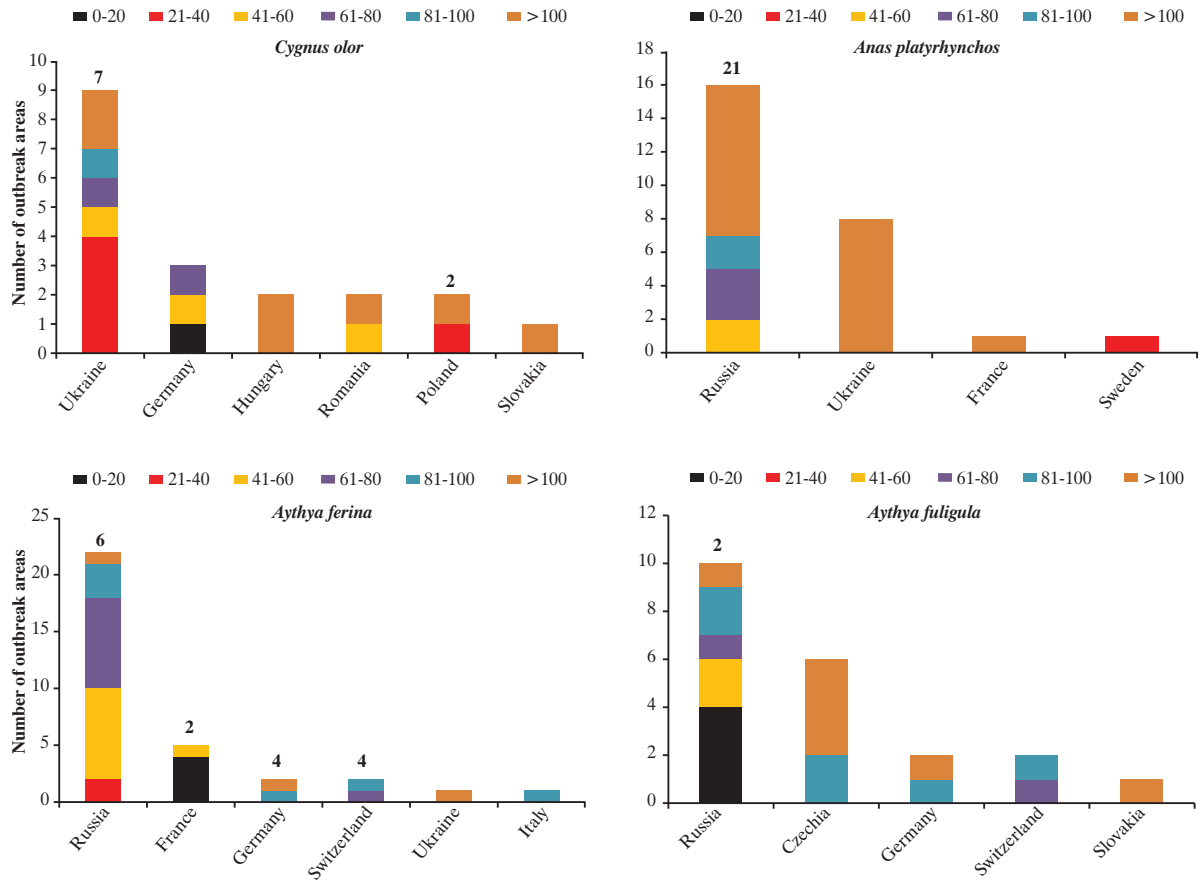 0-20 21-40 41-60 61-80 81-100 >100
Cygnus olor
Number of outbreak areas
10
9
8
7
6
5
4
3
2
1
0
7
2
Ukraine
Germany
Hungary
Romania
Poland
Slovakia
0-20 21-40 41-60 61-80 81-100 >100
Anas platyrhynchos
18
16
14
12
10
8
6
4
2
0
21
Russia
Ukraine
France
Sweden
0-20 21-40 41-60 61-80 81-100 >100
Aythya ferina
Number of outbreak areas
25
20
15
10
5
0
6
2
4
4
Russia
France
Germany
Switzerland
Ukraine
Italy
0-20 21-40 41-60 61-80 81-100 >100
Aythya fuligula
12
10
8
6
4
2
0
2
Russia
Czechia
Germany
Switzerland
Slovakia